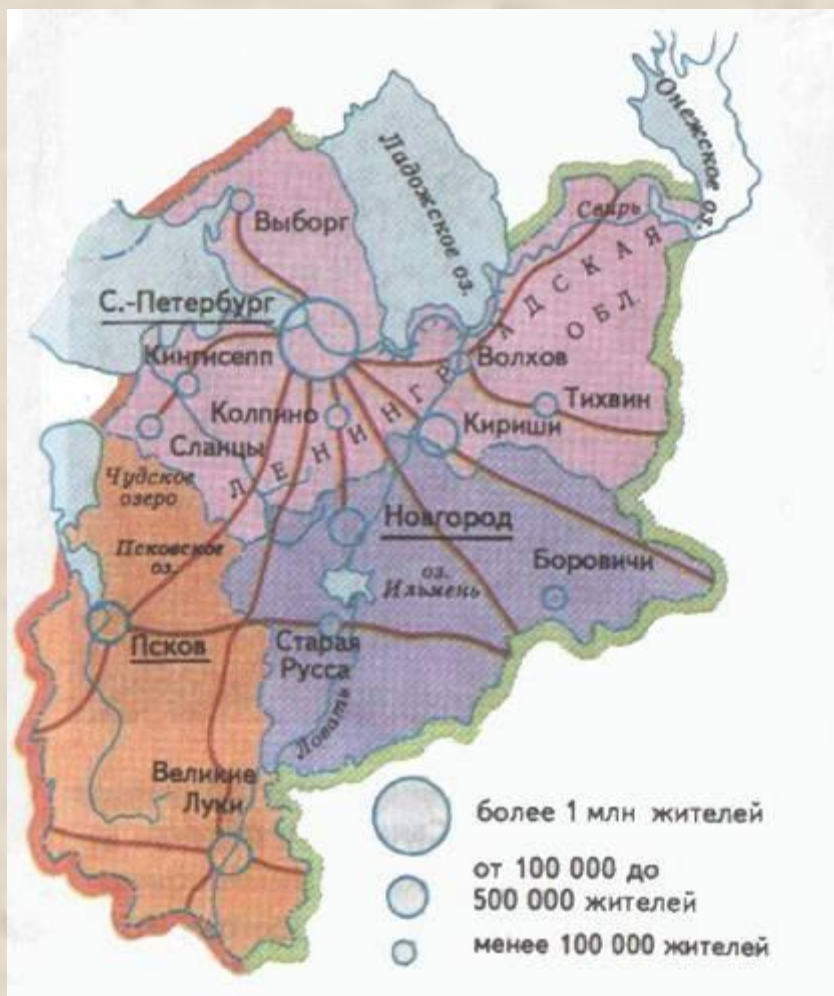 Онежское оз.
Ладожское оз.
Свирь
Выборг
ЛЕНИНГРАДСКАЯ
ОБЛ.
С.-Петербург
Кингисепп
Волхов
Колпино
Тихвин
Сланцы
Кириши
Чудское
озеро
Новгород
Псковское
оз.
оз.
Ильмень
Боровичи
Псков
Старая
Русса
Ловать
Великие
Луки
более 1 млн жителей
от 100 000 до
500 000 жителей
менее 100 000 жителей